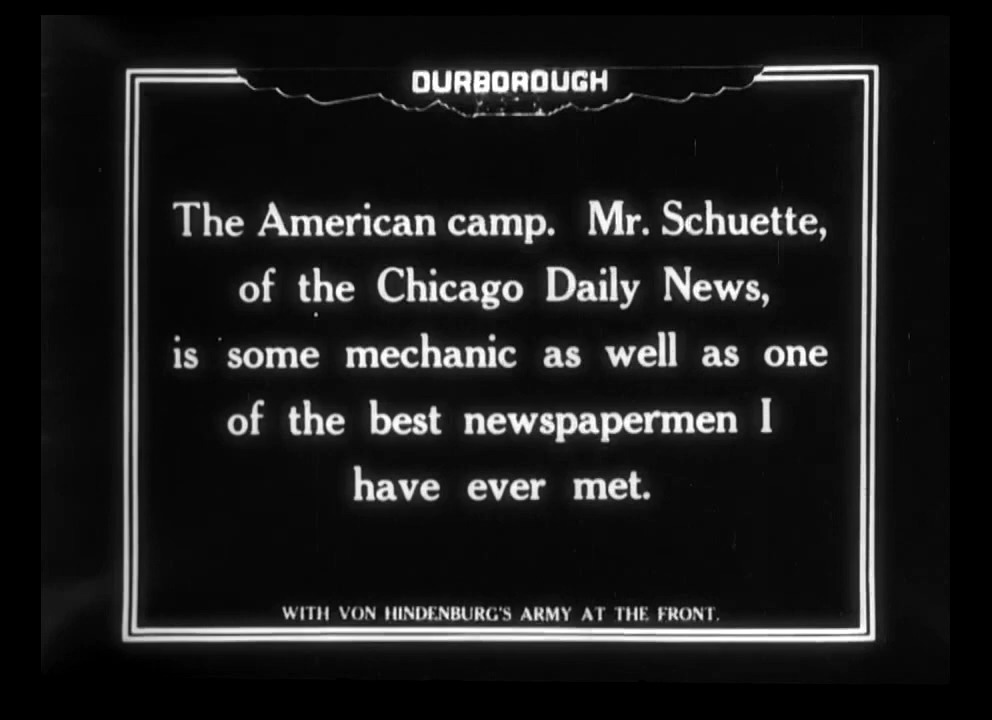 DURBOROUGH
The American camp. Mr. Schuette,
of the Chicago Daily News,
is some mechanic as well as one
of the best newspapermen I
have ever met.
WITH VON HINDENBURG'S ARMY AT THE FRONT.